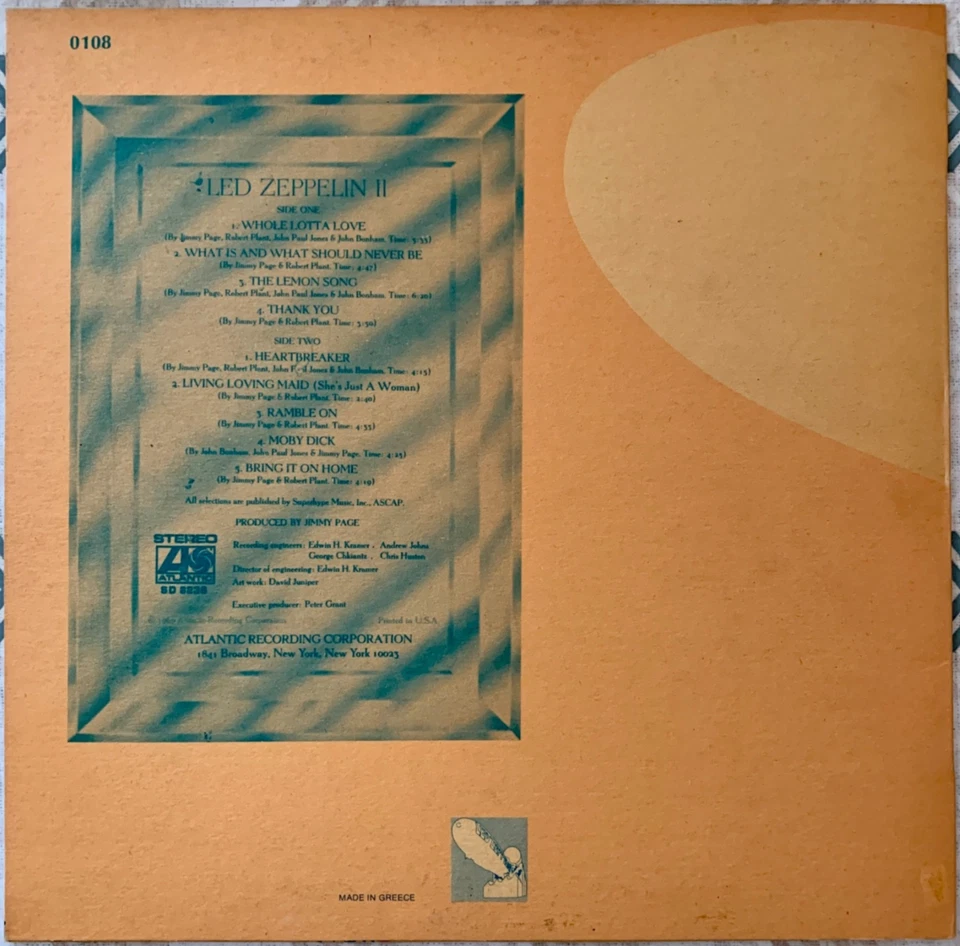 0108
LED ZEPPELIN II
SIDE ONE
1. WHOLE LOTTA LOVE
(By Jimmy Page, Robert Plant, John Paul Jones & John Bonham. Time: 5:33)
2. WHAT IS AND WHAT SHOULD NEVER BE
(By Jimmy Page & Robert Plant. Time: 4:47)
3. THE LEMON SONG
(By Jimmy Page, Robert Plant, John Paul Jones & John Bonham. Time: 6:20)
4. THANK YOU
(By Jimmy Page & Robert Plant. Time: 3:50)
SIDE TWO
1. HEARTBREAKER
(By Jimmy Page, Robert Plant, John Paul Jones & John Bonham. Time: 4:15)
2. LIVING LOVING MAID (She's Just A Woman)
(By Jimmy Page & Robert Plant. Time: 2:40)
3. RAMBLE ON
(By Jimmy Page & Robert Plant. Time: 4:35)
4. MOBY DICK
(By John Bonham, John Paul Jones & Jimmy Page. Time: 4:25)
5. BRING IT ON HOME
(By Jimmy Page & Robert Plant. Time: 4:19)
All selections are published by Superhype Music, Inc., ASCAP.
PRODUCED BY JIMMY PAGE
STEREO
ATLANTIC
SD 8236
Recording engineers: Edwin H. Kramer . Andrew Johns
George Chkiantz . Chris Huston
Director of engineering: Edwin H. Kramer
Art work: David Juniper
Executive producer: Peter Grant
© 1969 Atlantic Recording Corporation Printed in U.S.A.
ATLANTIC RECORDING CORPORATION
1841 Broadway, New York, New York 10023
MADE IN GREECE